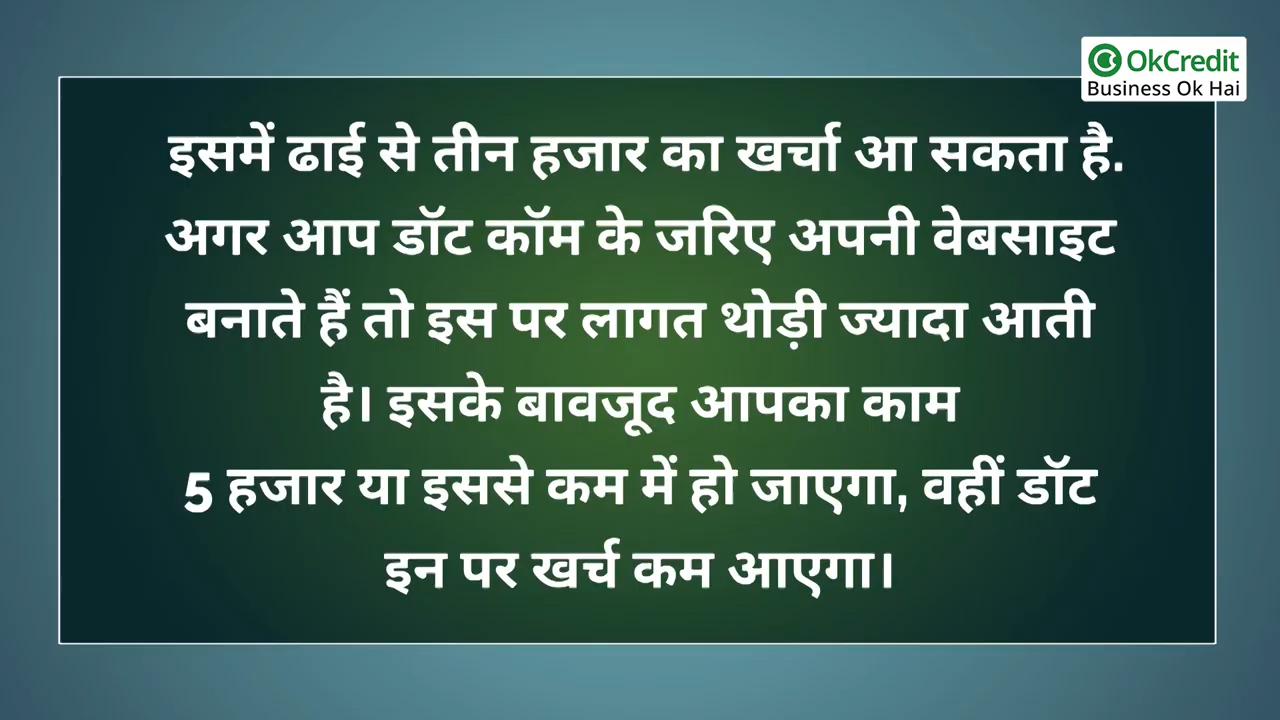 OkCredit
Business Ok Hai
इसमें ढाई से तीन हजार का खर्चा आ सकता है.
अगर आप डॉट कॉम के जरिए अपनी वेबसाइट
बनाते हैं तो इस पर लागत थोड़ी ज्यादा आती
है। इसके बावजूद आपका काम
5 हजार या इससे कम में हो जाएगा, वहीं डॉट
इन पर खर्च कम आएगा।